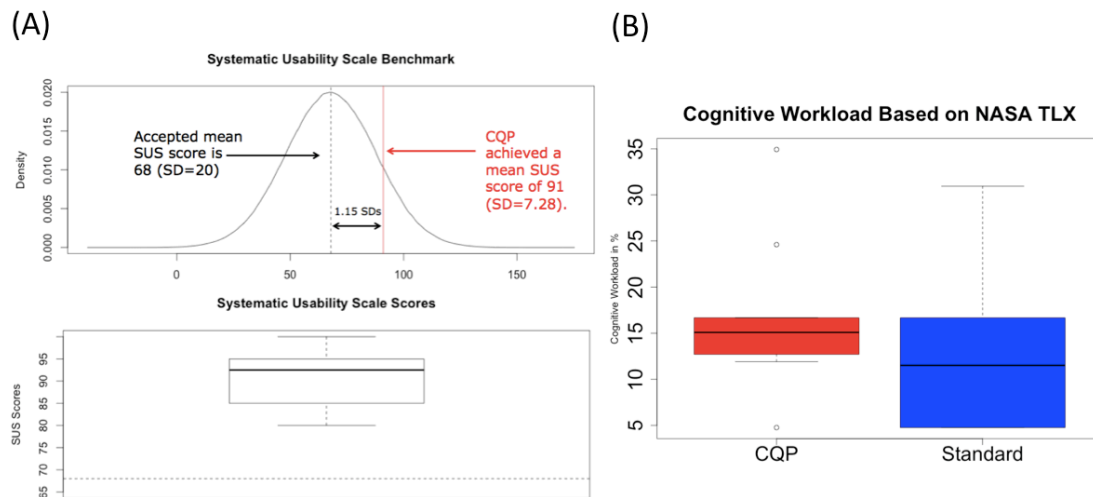 (A)
Systematic Usability Scale Benchmark
Density
0.000
0.005
0.010
0.015
0.020
Accepted mean
SUS score is
68 (SD=20)
CQP
achieved a
mean SUS
score of 91
(SD=7.28).
1.15 SDs
0
50
100
150
Systematic Usability Scale Scores
SUS Scores
95
90
85
80
75
70
65
(B)
Cognitive Workload Based on NASA TLX
Cognitive Workload in %
35
30
25
20
15
10
5
CQP
Standard